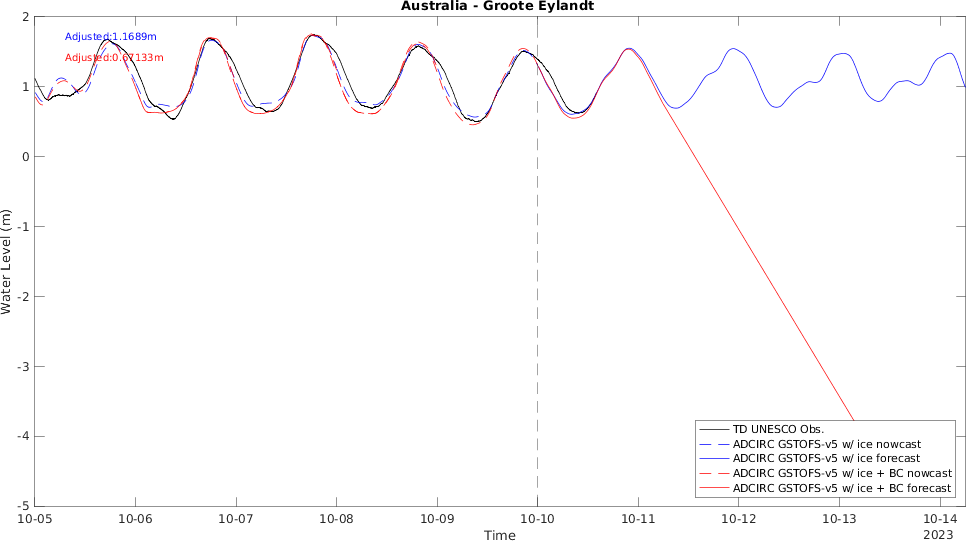 Australia - Groote Eylandt
Adjusted:1.1689m
Adjusted:0.67133m
Water Level (m)
2
1
0
-1
-2
-3
-4
-5
TD UNESCO Obs.
ADCIRC GSTOFS-v5 w/ ice nowcast
ADCIRC GSTOFS-v5 w/ ice forecast
ADCIRC GSTOFS-v5 w/ ice + BC nowcast
ADCIRC GSTOFS-v5 w/ ice + BC forecast
10-05 10-06 10-07 10-08 10-09 10-10 10-11 10-12 10-13 10-14
2023
Time